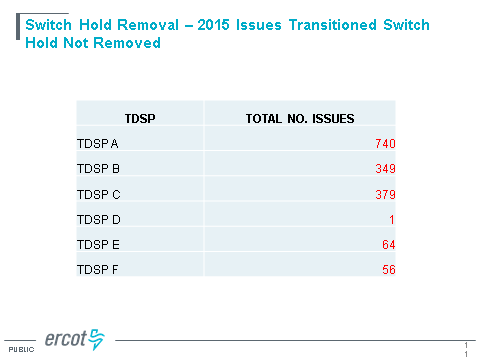 Switch Hold Removal – 2015 Issues Transitioned Switch
Hold Not Removed
TDSP TOTAL NO. ISSUES
TDSP A 740
TDSP B 349
TDSP C 379
TDSP D 1
TDSP E 64
TDSP F 56
PUBLIC
ercot
1
1